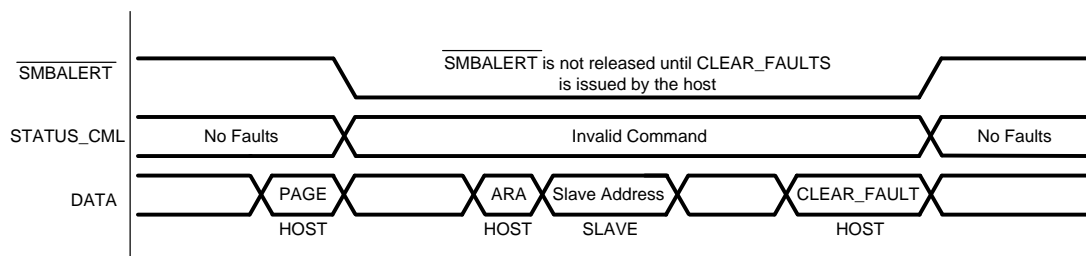 SMBALERT
SMBALERT is not released until CLEAR_FAULTS
is issued by the host
STATUS_CML
No Faults
Invalid Command
No Faults
DATA
PAGE
ARA
Slave Address
CLEAR_FAULT
HOST
HOST
SLAVE
HOST